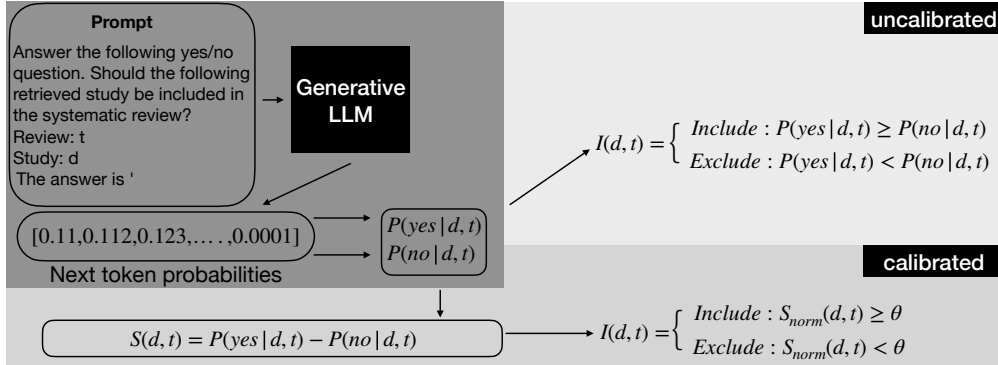 Prompt
Answer the following yes/no
question. Should the following
retrieved study be included in
the systematic review?
Review: t
Study: d
The answer is '
Generative
LLM
[0.11,0.112,0.123,… . ,0.0001]
Next token probabilities
P(yes | d, t)
P(no | d, t)
uncalibrated
I(d, t) = {
Include : P(yes | d, t) ≥ P(no | d, t)
Exclude : P(yes | d, t) < P(no | d, t)
calibrated
S(d, t) = P(yes | d, t) − P(no | d, t)
I(d, t) = {
Include : S_norm(d, t) ≥ θ
Exclude : S_norm(d, t) < θ